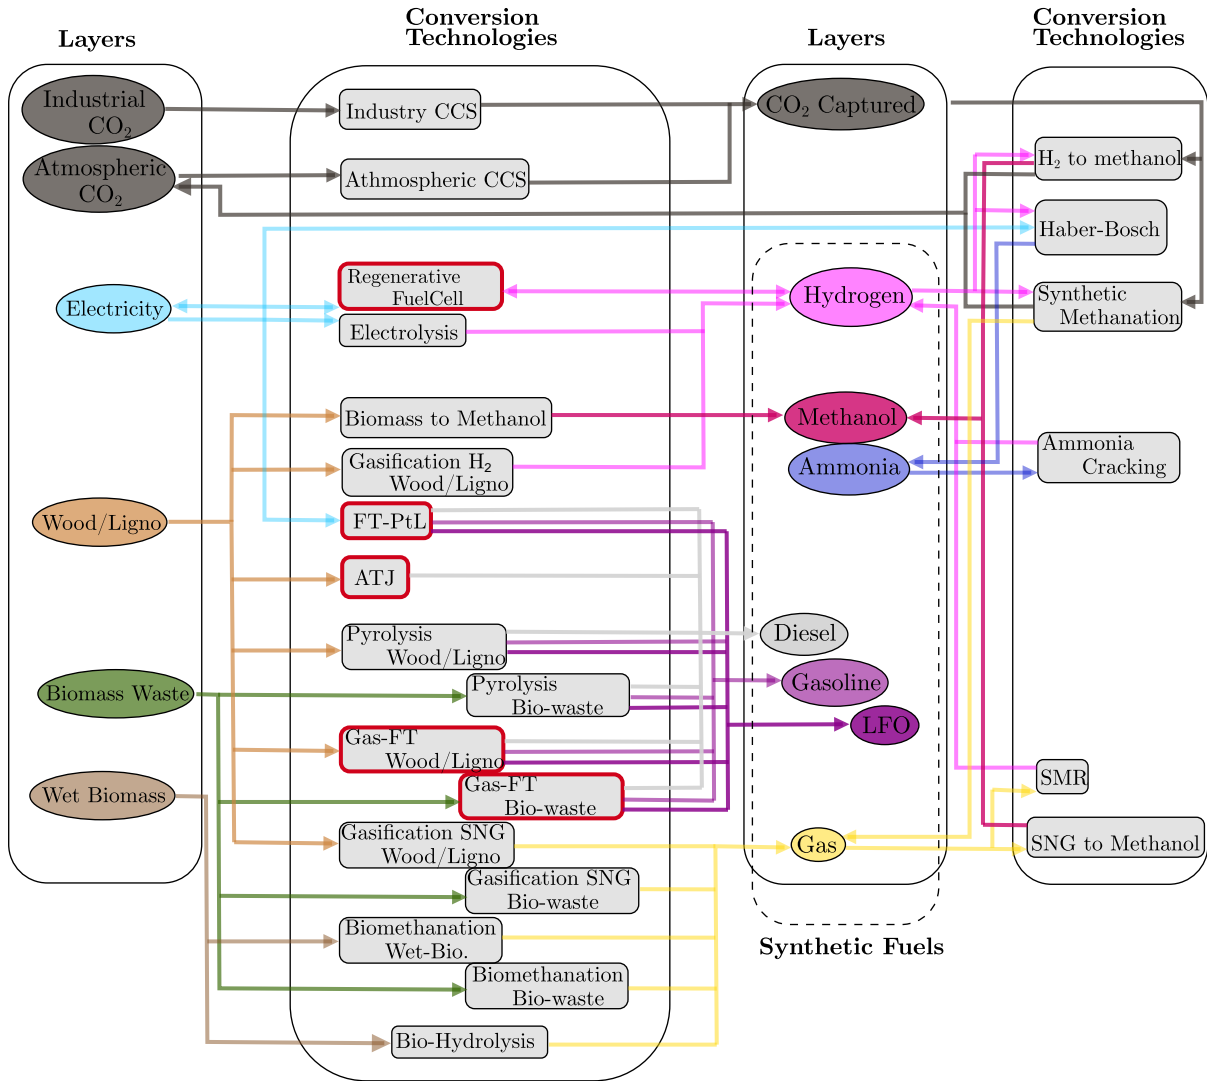 Conversion
Technologies
Conversion
Technologies
Layers
Layers
Industrial
CO₂
Atmospheric
CO₂
Electricity
Wood/Ligno
Biomass Waste
Wet Biomass
Industry CCS
Athmospheric CCS
Regenerative
FuelCell
Electrolysis
Biomass to Methanol
Gasification H₂
Wood/Ligno
FT-PtL
ATJ
Pyrolysis
Wood/Ligno
Pyrolysis
Bio-waste
Gas-FT
Wood/Ligno
Gas-FT
Bio-waste
Gasification SNG
Wood/Ligno
Gasification SNG
Bio-waste
Biomethanation
Wet-Bio.
Biomethanation
Bio-waste
Bio-Hydrolysis
CO₂ Captured
Hydrogen
Methanol
Ammonia
Diesel
Gasoline
LFO
Gas
Synthetic Fuels
H₂ to methanol
Haber-Bosch
Synthetic
Methanation
Ammonia
Cracking
SMR
SNG to Methanol